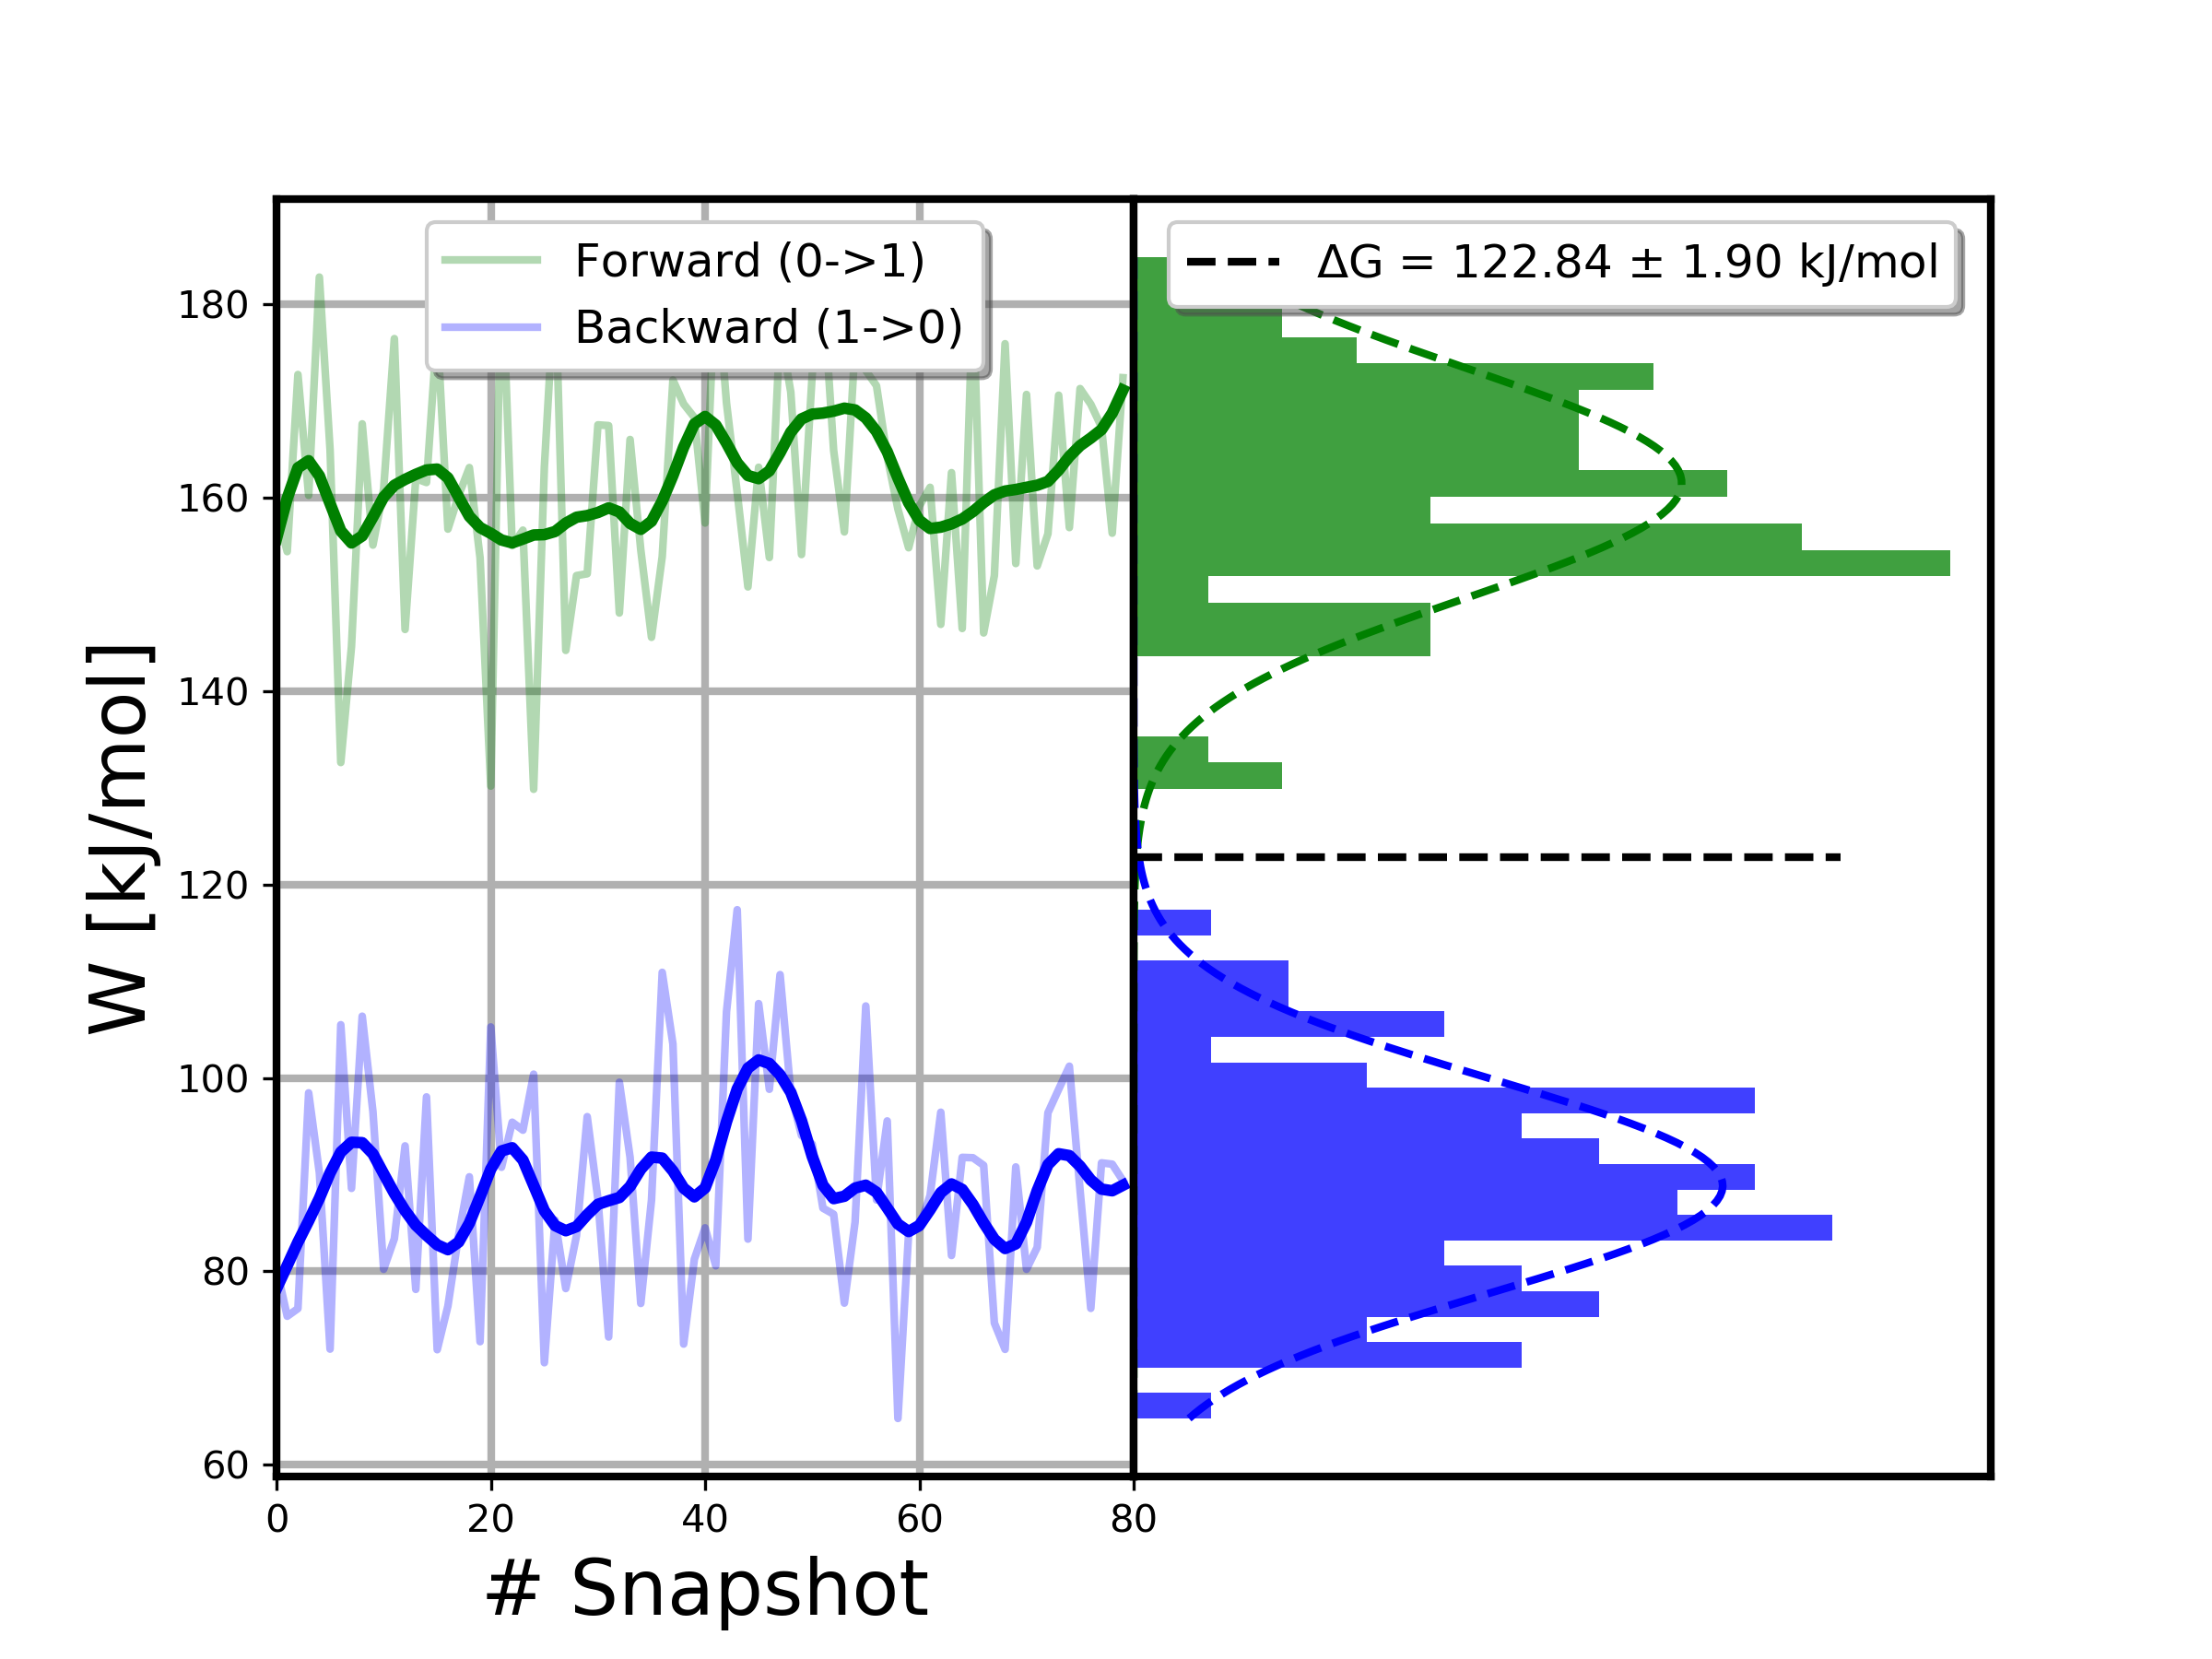 Forward (0->1)
Backward (1->0)
ΔG = 122.84 ± 1.90 kJ/mol
W [kJ/mol]
180
160
140
120
100
80
60
0 20 40 60 80
# Snapshot